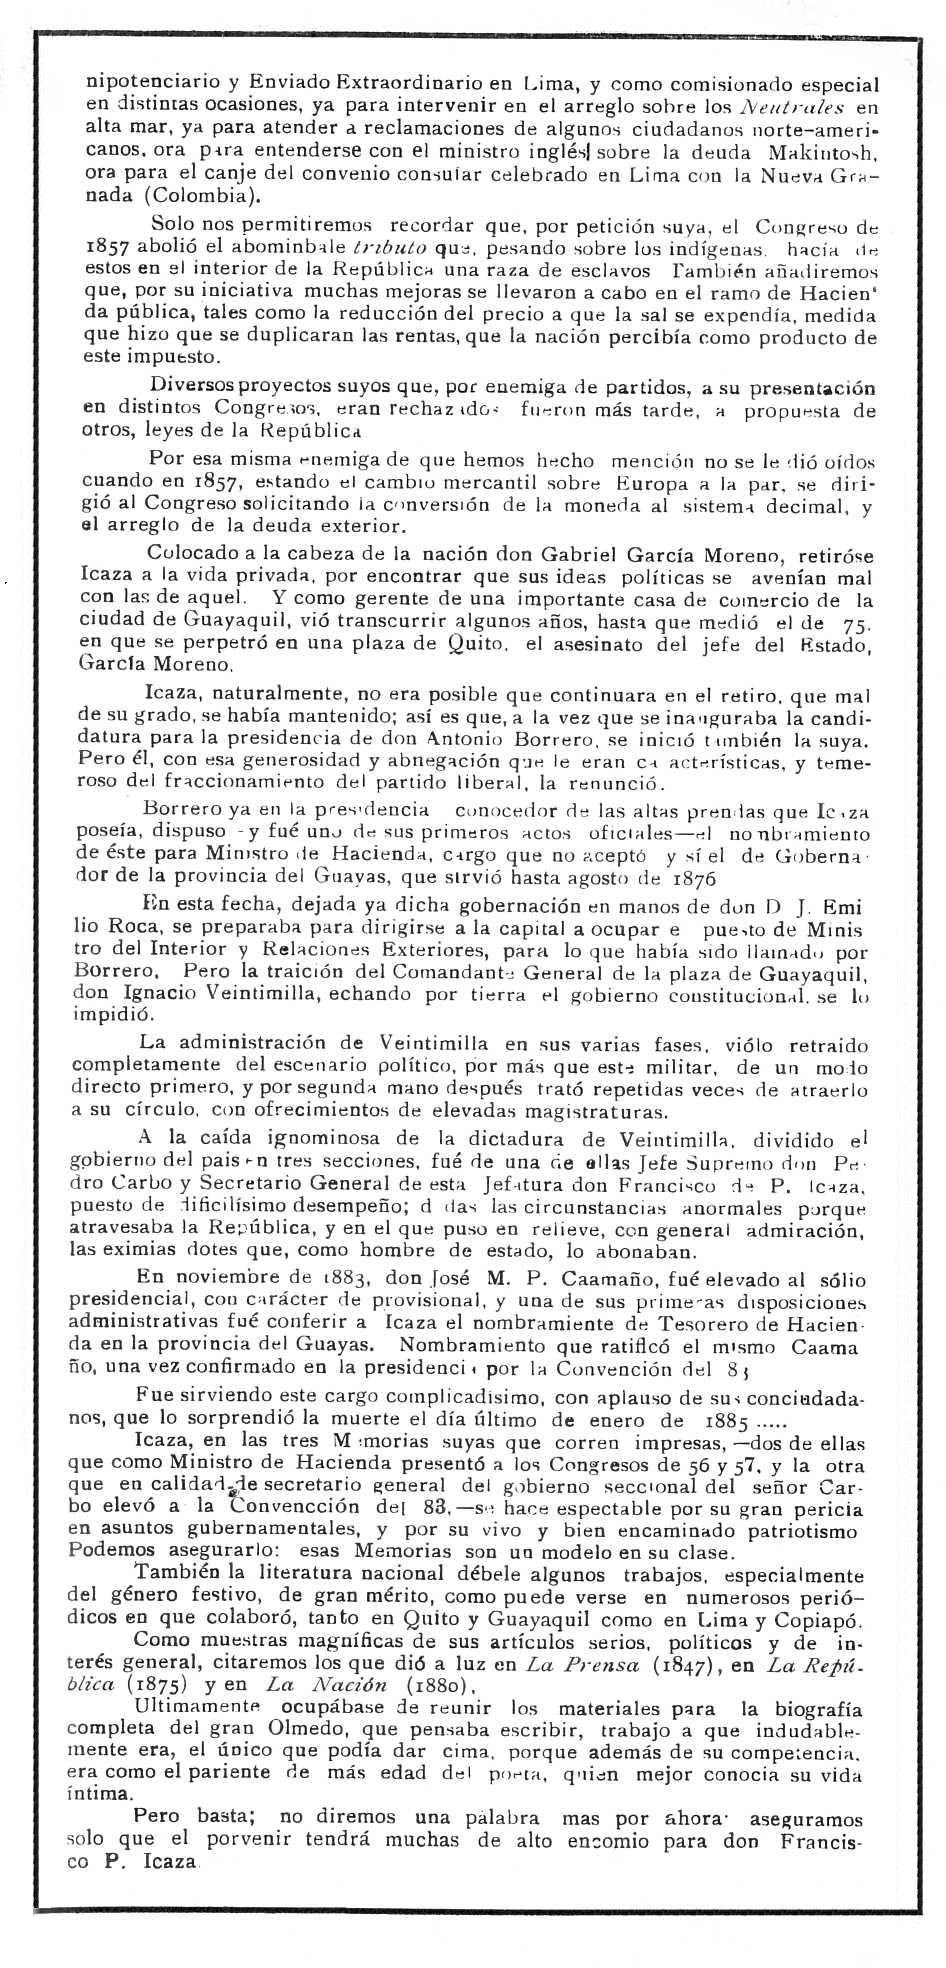 nipotenciario y Enviado Extraordinario en Lima, y como comisionado especial
en distintas ocasiones, ya para intervenir en el arreglo sobre los Neutrales en
alta mar, ya para atender a reclamaciones de algunos ciudadanos norte-ameri-
canos, ora para entenderse con el ministro inglés sobre la deuda Makintosh,
ora para el canje del convenio consular celebrado en Lima con la Nueva Gra-
nada (Colombia).
Solo nos permitiremos recordar que, por petición suya, el Congreso de
1857 abolió el abominbale tributo que, pesando sobre los indígenas, hacía de
estos en el interior de la República una raza de esclavos También añadiremos
que, por su iniciativa muchas mejoras se llevaron a cabo en el ramo de Hacien-
da pública, tales como la reducción del precio a que la sal se expendía, medida
que hizo que se duplicaran las rentas, que la nación percibía como producto de
este impuesto.
Diversos proyectos suyos que, por enemiga de partidos, a su presentación
en distintos Congresos, eran rechazados fueron más tarde, a propuesta de
otros, leyes de la República
Por esa misma enemiga de que hemos hecho mención no se le dió oídos
cuando en 1857, estando el cambio mercantil sobre Europa a la par, se diri-
gió al Congreso solicitando la conversión de la moneda al sistema decimal, y
el arreglo de la deuda exterior.
Colocado a la cabeza de la nación don Gabriel García Moreno, retiróse
Icaza a la vida privada, por encontrar que sus ideas políticas se avenían mal
con las de aquel. Y como gerente de una importante casa de comercio de la
ciudad de Guayaquil, vió transcurrir algunos años, hasta que medió el de 75.
en que se perpetró en una plaza de Quito, el asesinato del jefe del Estado,
García Moreno.
Icaza, naturalmente, no era posible que continuara en el retiro, que mal
de su grado, se había mantenido; así es que, a la vez que se inauguraba la candi-
datura para la presidencia de don Antonio Borrero, se inició también la suya.
Pero él, con esa generosidad y abnegación que le eran características, y teme-
roso del fraccionamiento del partido liberal, la renunció.
Borrero ya en la presidencia conocedor de las altas prendas que Icaza
poseía, dispuso - y fué uno de sus primeros actos oficiales—el nombramiento
de éste para Ministro de Hacienda, cargo que no aceptó y sí el de Goberna-
dor de la provincia del Guayas, que sirvió hasta agosto de 1876
En esta fecha, dejada ya dicha gobernación en manos de don D J. Emi
lio Roca, se preparaba para dirigirse a la capital a ocupar e puesto de Minis
tro del Interior y Relaciones Exteriores, para lo que había sido llamado por
Borrero, Pero la traición del Comandante General de la plaza de Guayaquil,
don Ignacio Veintimilla, echando por tierra el gobierno constitucional, se lo
impidió.
La administración de Veintimilla en sus varias fases, viólo retraido
completamente del escenario político, por más que este militar, de un modo
directo primero, y por segunda mano después trató repetidas veces de atraerlo
a su círculo, con ofrecimientos de elevadas magistraturas.
A la caída ignominosa de la dictadura de Veintimilla, dividido el
gobierno del pais en tres secciones, fué de una de ellas Jefe Supremo don Pe-
dro Carbo y Secretario General de esta Jefatura don Francisco de P. Icaza,
puesto de dificilísimo desempeño; dadas las circunstancias anormales porque
atravesaba la República, y en el que puso en relieve, con general admiración,
las eximias dotes que, como hombre de estado, lo abonaban.
En noviembre de 1883, don José M. P. Caamaño, fué elevado al sólio
presidencial, con carácter de provisional, y una de sus primeras disposiciones
administrativas fué conferir a Icaza el nombramiente de Tesorero de Hacien-
da en la provincia del Guayas. Nombramiento que ratificó el mismo Caama
ño, una vez confirmado en la presidencia por la Convención del 83
Fue sirviendo este cargo complicadisimo, con aplauso de sus conciudada-
nos, que lo sorprendió la muerte el día último de enero de 1885 .....
Icaza, en las tres Memorias suyas que corren impresas, —dos de ellas
que como Ministro de Hacienda presentó a los Congresos de 56 y 57, y la otra
que en calidad de secretario general del gobierno seccional del señor Car-
bo elevó a la Convencción del 83,—se hace espectable por su gran pericia
en asuntos gubernamentales, y por su vivo y bien encaminado patriotismo
Podemos asegurarlo: esas Memorias son un modelo en su clase.
También la literatura nacional débele algunos trabajos, especialmente
del género festivo, de gran mérito, como puede verse en numerosos perió-
dicos en que colaboró, tanto en Quito y Guayaquil como en Lima y Copiapó.
Como muestras magníficas de sus artículos serios, políticos y de in-
terés general, citaremos los que dió a luz en La Prensa (1847), en La Repú-
blica (1875) y en La Nación (1880),
Ultimamente ocupábase de reunir los materiales para la biografía
completa del gran Olmedo, que pensaba escribir, trabajo a que indudable-
mente era, el único que podía dar cima, porque además de su competencia,
era como el pariente de más edad del poeta, quien mejor conocia su vida
íntima.
Pero basta; no diremos una palabra mas por ahora· aseguramos
solo que el porvenir tendrá muchas de alto encomio para don Francis-
co P. Icaza